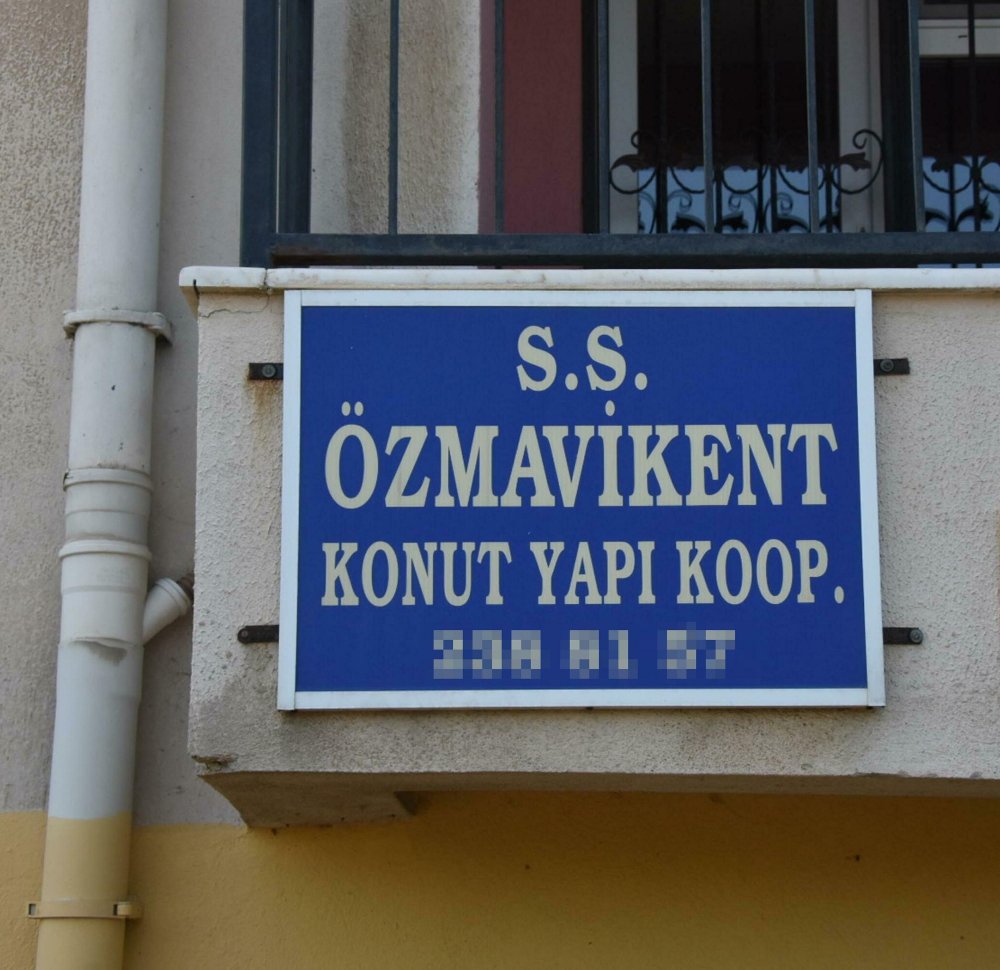 S.S.
ÖZMAVİKENT
KONUT YAPI KOOP.